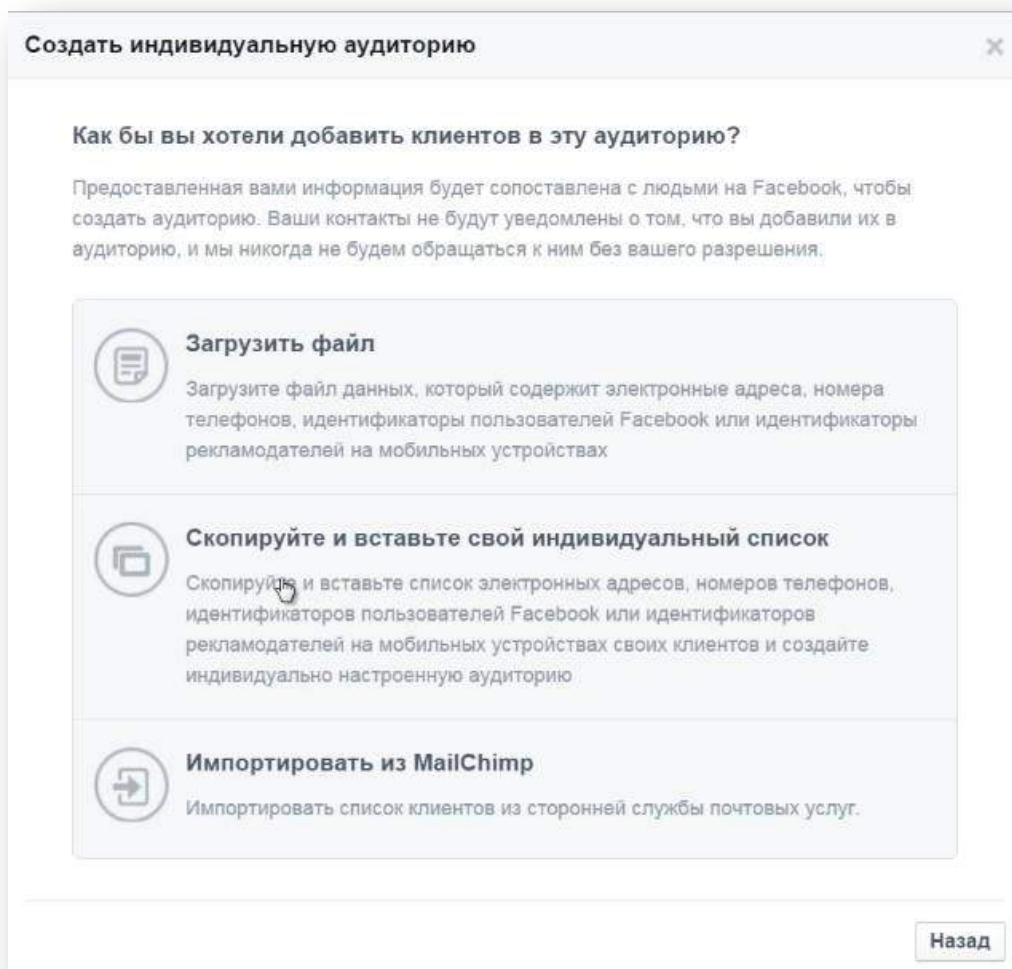 Создать индивидуальную аудиторию
Как бы вы хотели добавить клиентов в эту аудиторию?
Предоставленная вами информация будет сопоставлена с людьми на Facebook, чтобы
создать аудиторию. Ваши контакты не будут уведомлены о том, что вы добавили их в
аудиторию, и мы никогда не будем обращаться к ним без вашего разрешения.
Загрузить файл
Загрузите файл данных, который содержит электронные адреса, номера
телефонов, идентификаторы пользователей Facebook или идентификаторы
рекламодателей на мобильных устройствах
Скопируйте и вставьте свой индивидуальный список
Скопируйте и вставьте список электронных адресов, номеров телефонов,
идентификаторов пользователей Facebook или идентификаторов
рекламодателей на мобильных устройствах своих клиентов и создайте
индивидуально настроенную аудиторию
Импортировать из MailChimp
Импортировать список клиентов из сторонней службы почтовых услуг.
Назад